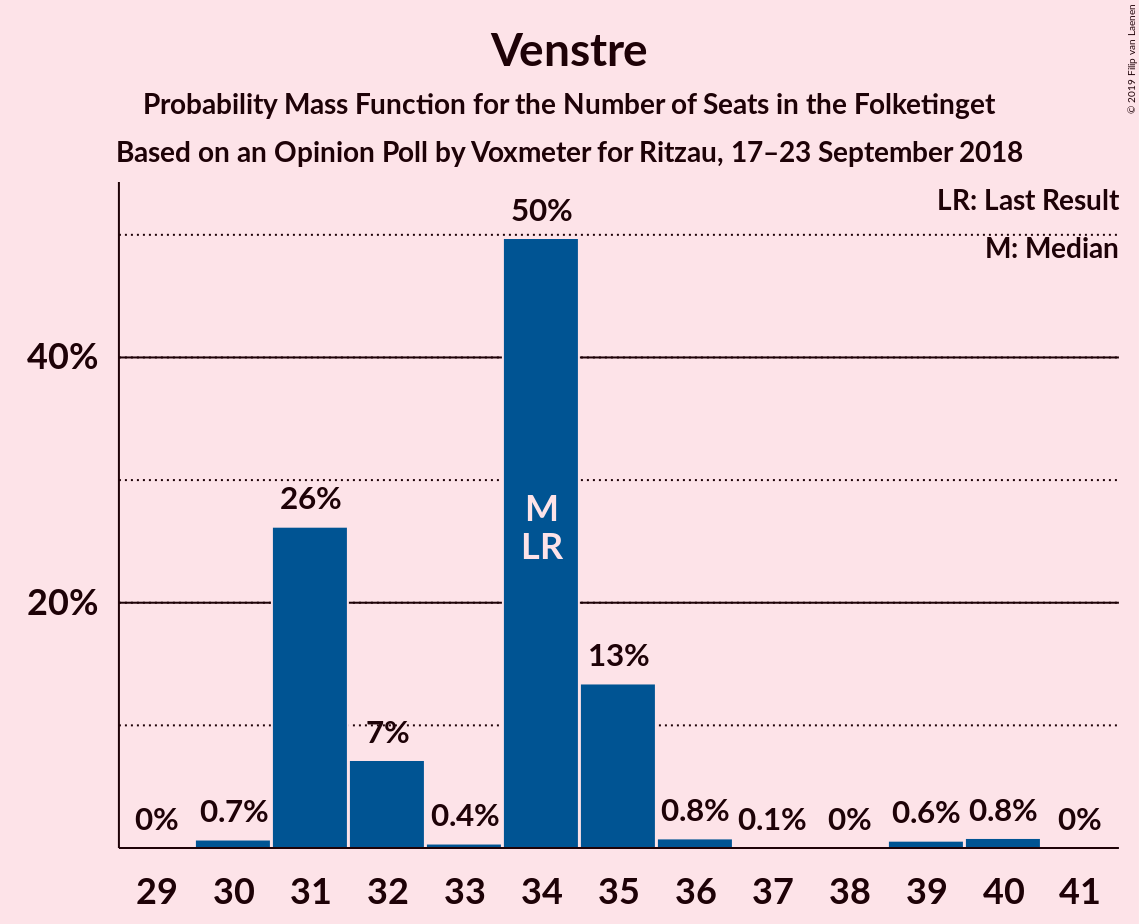 Venstre
Probability Mass Function for the Number of Seats in the Folketinget
Based on an Opinion Poll by Voxmeter for Ritzau, 17–23 September 2018
© 2019 Filip van Laenen
LR: Last Result
M: Median
40%
20%
0%
0.7%
26%
7%
0.4%
50%
M
LR
13%
0.8%
0.1%
0%
0.6%
0.8%
0%
29 30 31 32 33 34 35 36 37 38 39 40 41